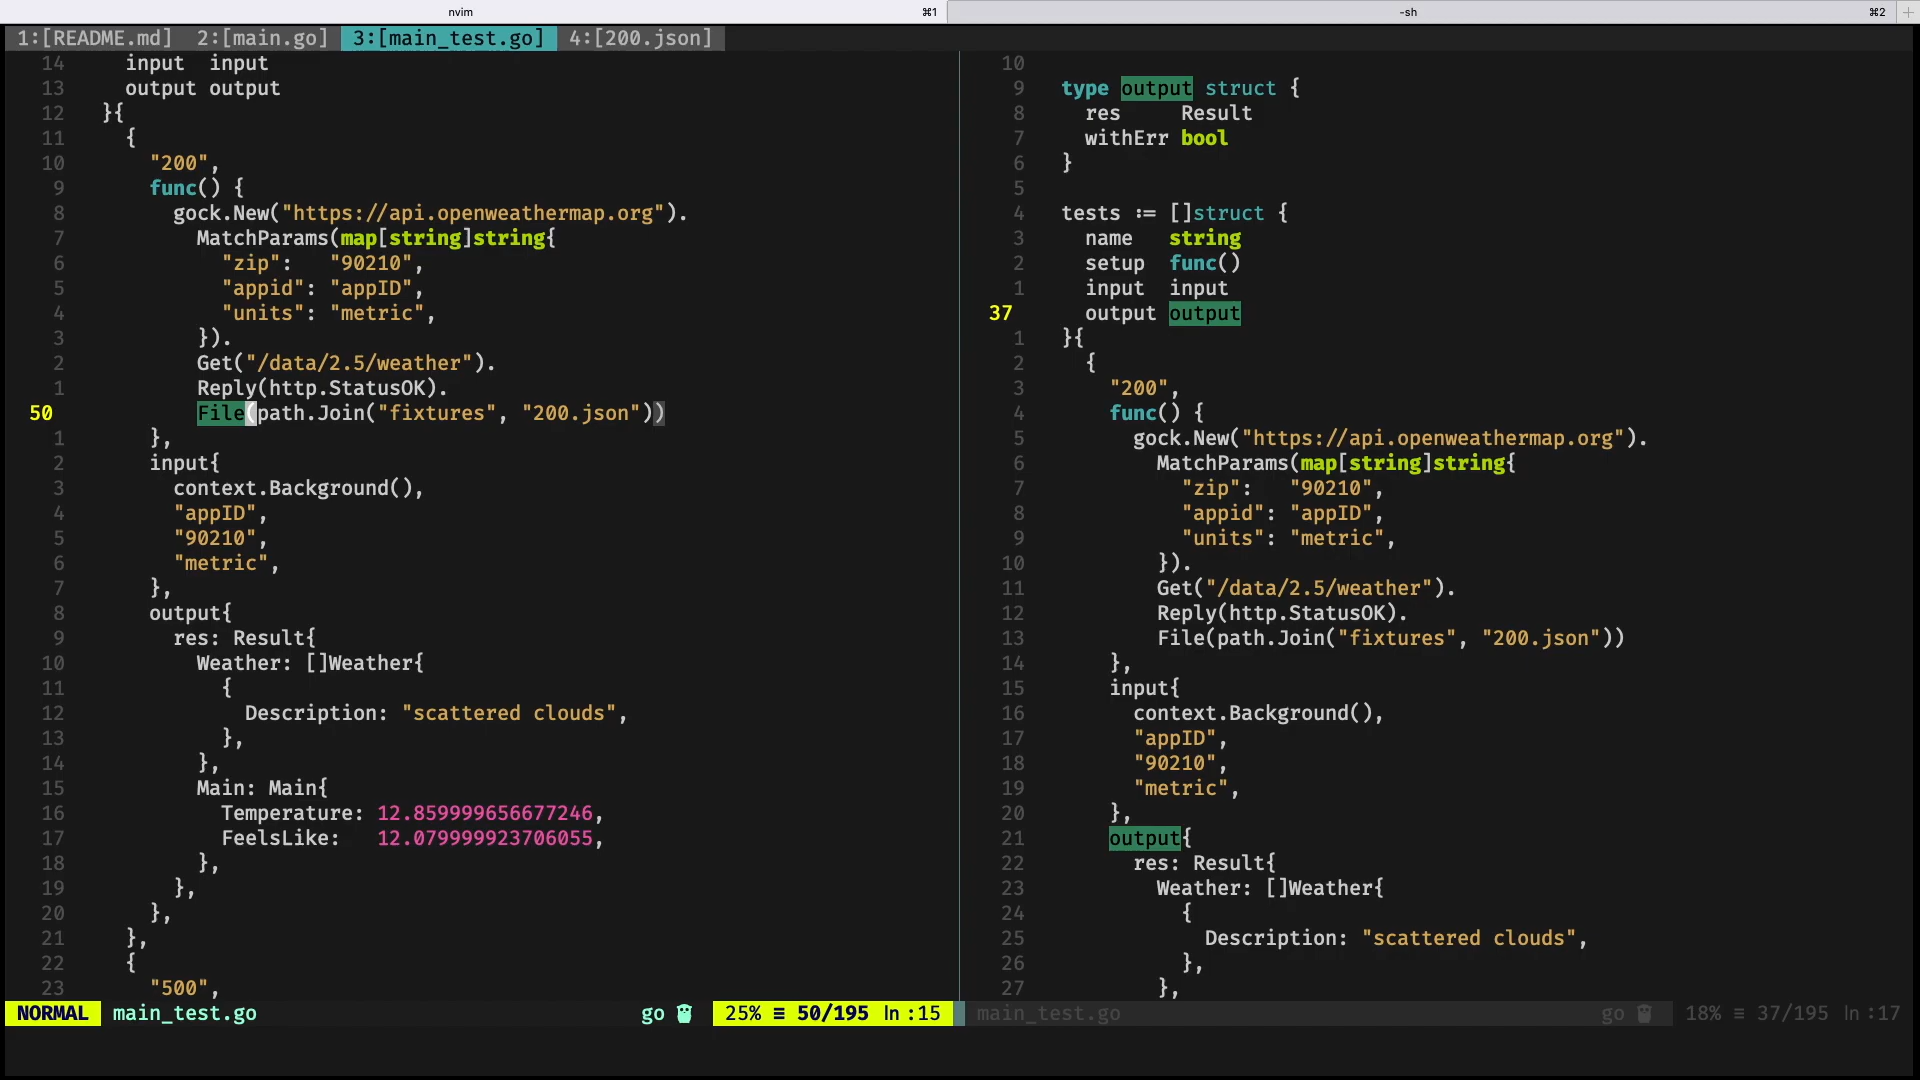 nvim ⌘1 -sh ⌘2 +
1:[README.md] 2:[main.go] 3:[main_test.go] 4:[200.json]
14 input input
13 output output
12 }{
11 {
10 "200",
9 func() {
8 gock.New("https://api.openweathermap.org").
7 MatchParams(map[string]string{
6 "zip": "90210",
5 "appid": "appID",
4 "units": "metric",
3 }).
2 Get("/data/2.5/weather").
1 Reply(http.StatusOK).
50 File(path.Join("fixtures", "200.json"))
1 },
2 input{
3 context.Background(),
4 "appID",
5 "90210",
6 "metric",
7 },
8 output{
9 res: Result{
10 Weather: []Weather{
11 {
12 Description: "scattered clouds",
13 },
14 },
15 Main: Main{
16 Temperature: 12.859999656677246,
17 FeelsLike: 12.079999923706055,
18 },
19 },
20 },
21 },
22 {
23 "500",
NORMAL main_test.go go 25% ≡ 50/195 ln :15
10
9 type output struct {
8 res Result
7 withErr bool
6 }
5
4 tests := []struct {
3 name string
2 setup func()
1 input input
37 output output
1 }{
2 {
3 "200",
4 func() {
5 gock.New("https://api.openweathermap.org").
6 MatchParams(map[string]string{
7 "zip": "90210",
8 "appid": "appID",
9 "units": "metric",
10 }).
11 Get("/data/2.5/weather").
12 Reply(http.StatusOK).
13 File(path.Join("fixtures", "200.json"))
14 },
15 input{
16 context.Background(),
17 "appID",
18 "90210",
19 "metric",
20 },
21 output{
22 res: Result{
23 Weather: []Weather{
24 {
25 Description: "scattered clouds",
26 },
27 },
main_test.go go 18% ≡ 37/195 ln :17